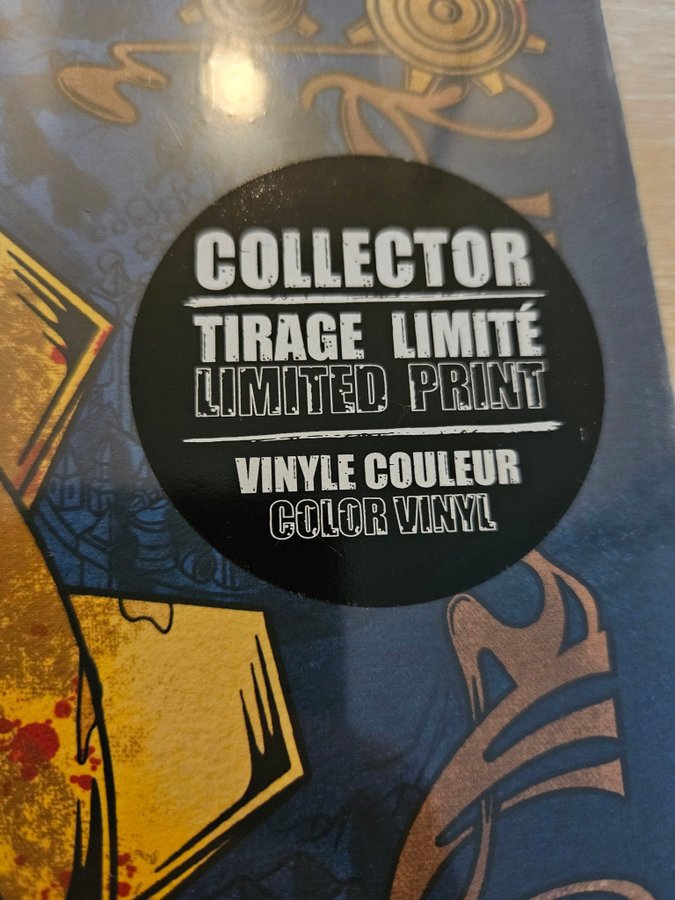 COLLECTOR
TIRAGE LIMITÉ
LIMITED PRINT
VINYLE COULEUR
COLOR VINYL